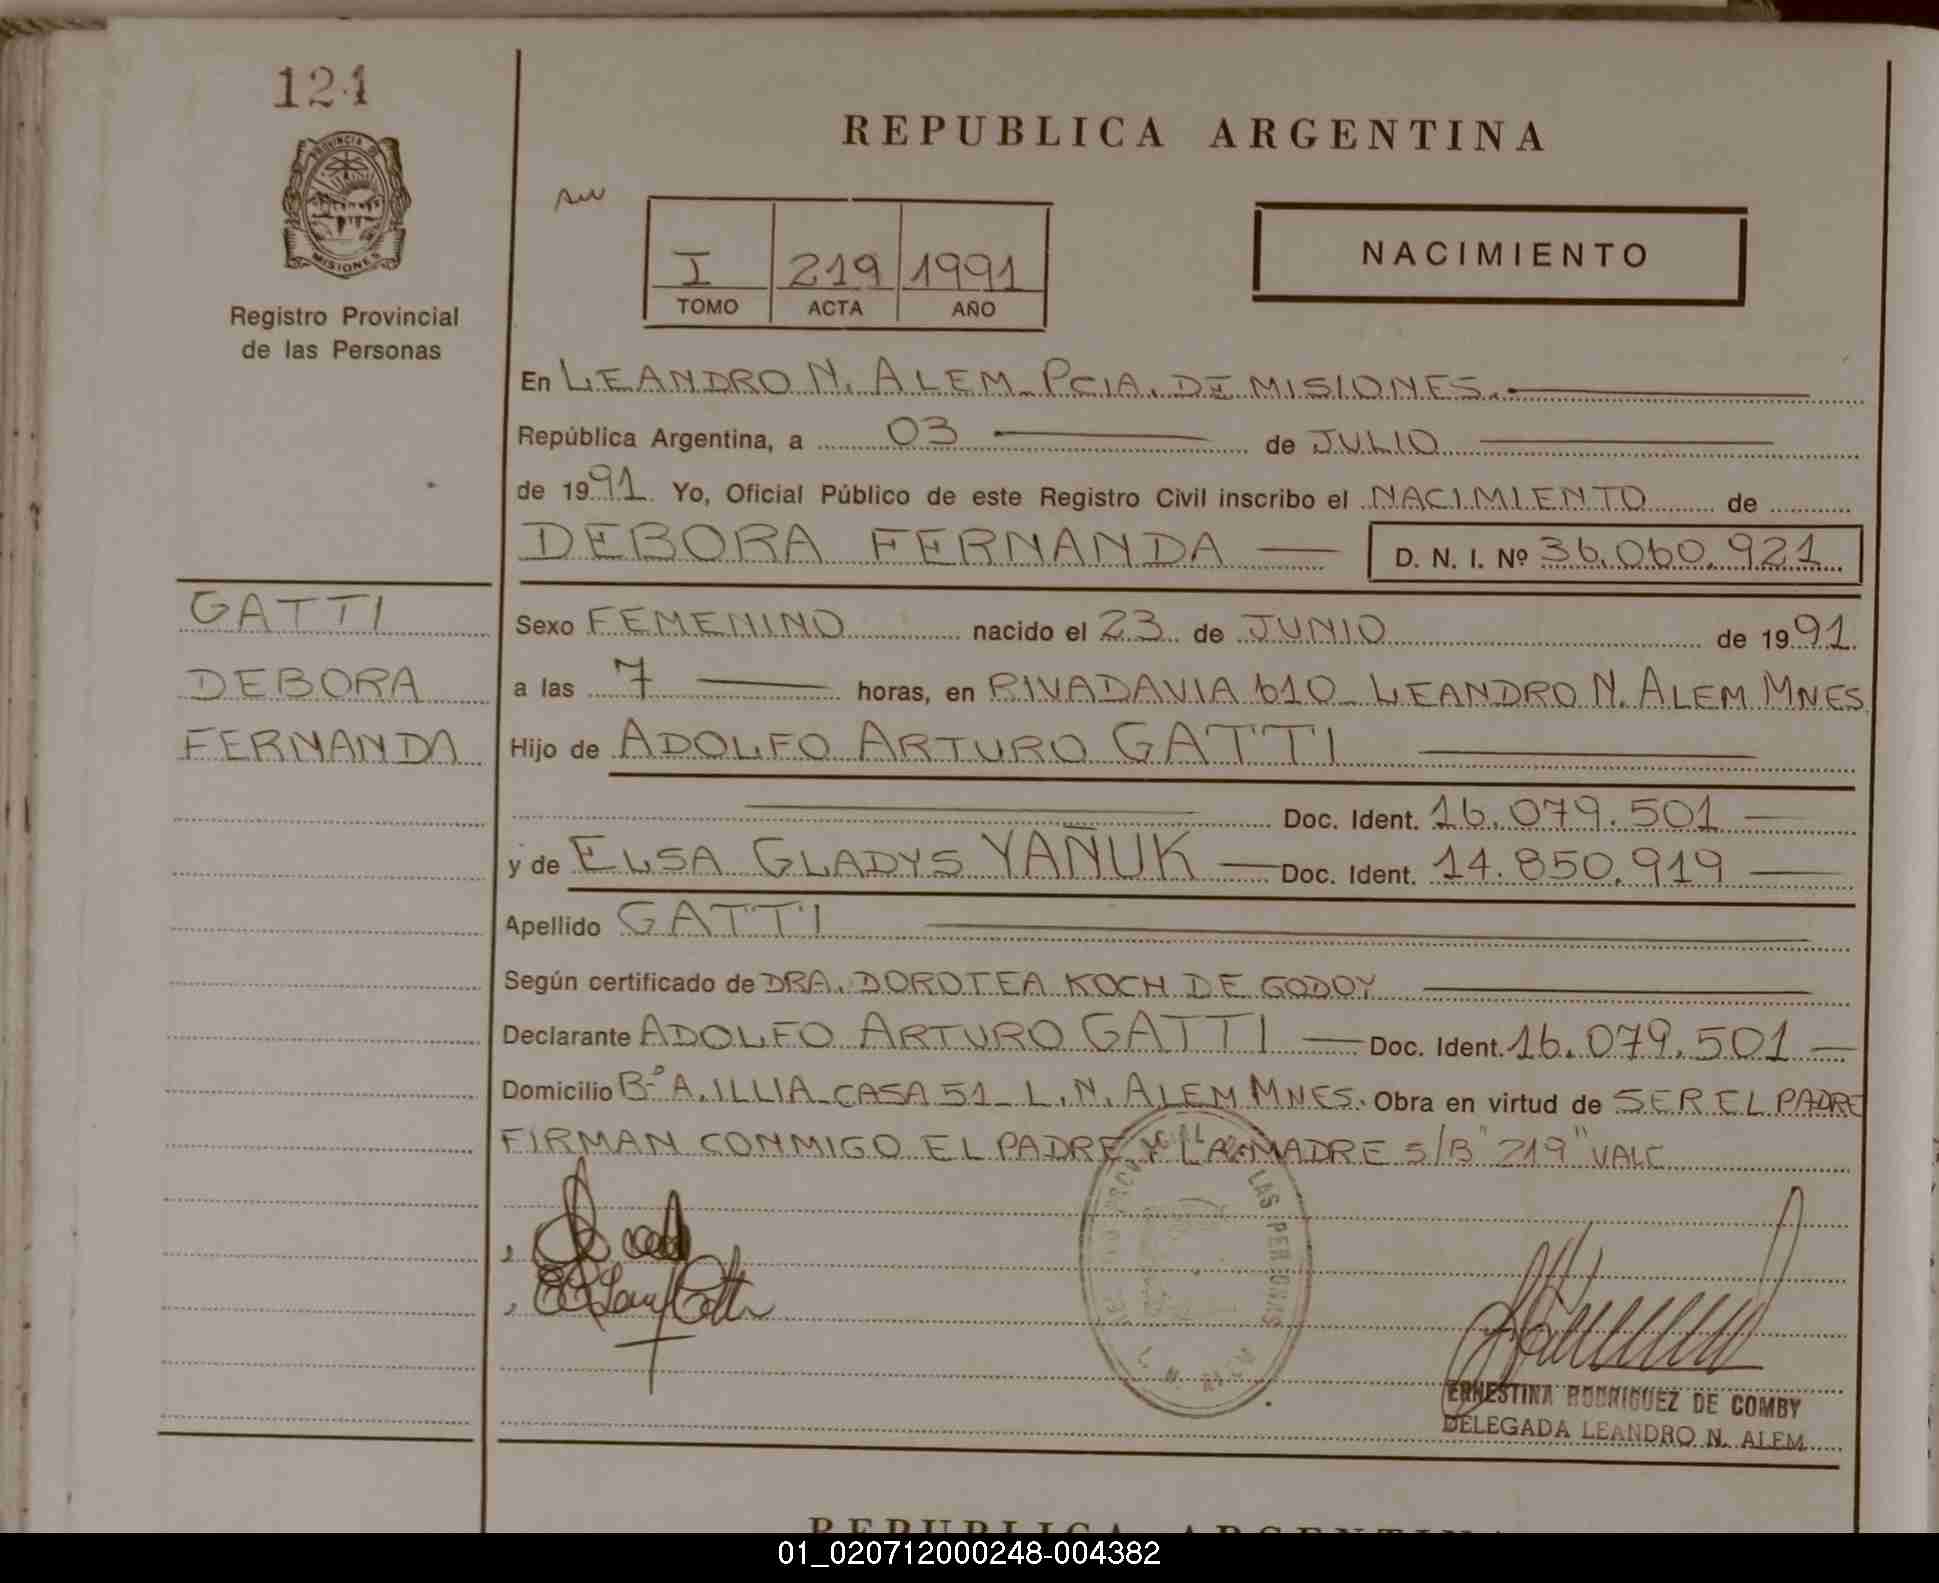 124
PROVINCIA DE
MISIONES
Registro Provincial
de las Personas
REPUBLICA ARGENTINA
I 219 1991
TOMO ACTA AÑO
NACIMIENTO
En LEANDRO N. ALEM - PCIA. DE MISIONES.
República Argentina, a 03 de JULIO
de 1991 Yo, Oficial Público de este Registro Civil inscribo el NACIMIENTO de
DEBORA FERNANDA D. N. I. Nº 36.060.921
GATTI
DEBORA
FERNANDA
Sexo FEMENINO nacido el 23 de JUNIO de 1991.
a las 7 horas, en RIVADAVIA 610 - LEANDRO N. ALEM MNES
Hijo de ADOLFO ARTURO GATTI
Doc. Ident. 16.079.501
y de ELSA GLADYS YAÑUK Doc. Ident. 14.850.919
Apellido GATTI
Según certificado de DRA. DOROTEA KOCH DE GODOY
Declarante ADOLFO ARTURO GATTI Doc. Ident. 16.079.501
Domicilio Bº A. ILLIA - CASA 51 - L. N. ALEM MNES. Obra en virtud de SER EL PADRE
FIRMAN CONMIGO EL PADRE Y LA MADRE S/B "219" VALE
LAS PERSONAS
ERNESTINA RODRIGUEZ DE COMBY
DELEGADA LEANDRO N. ALEM
REPUBLICA ARGENTINA
01_020712000248-004382